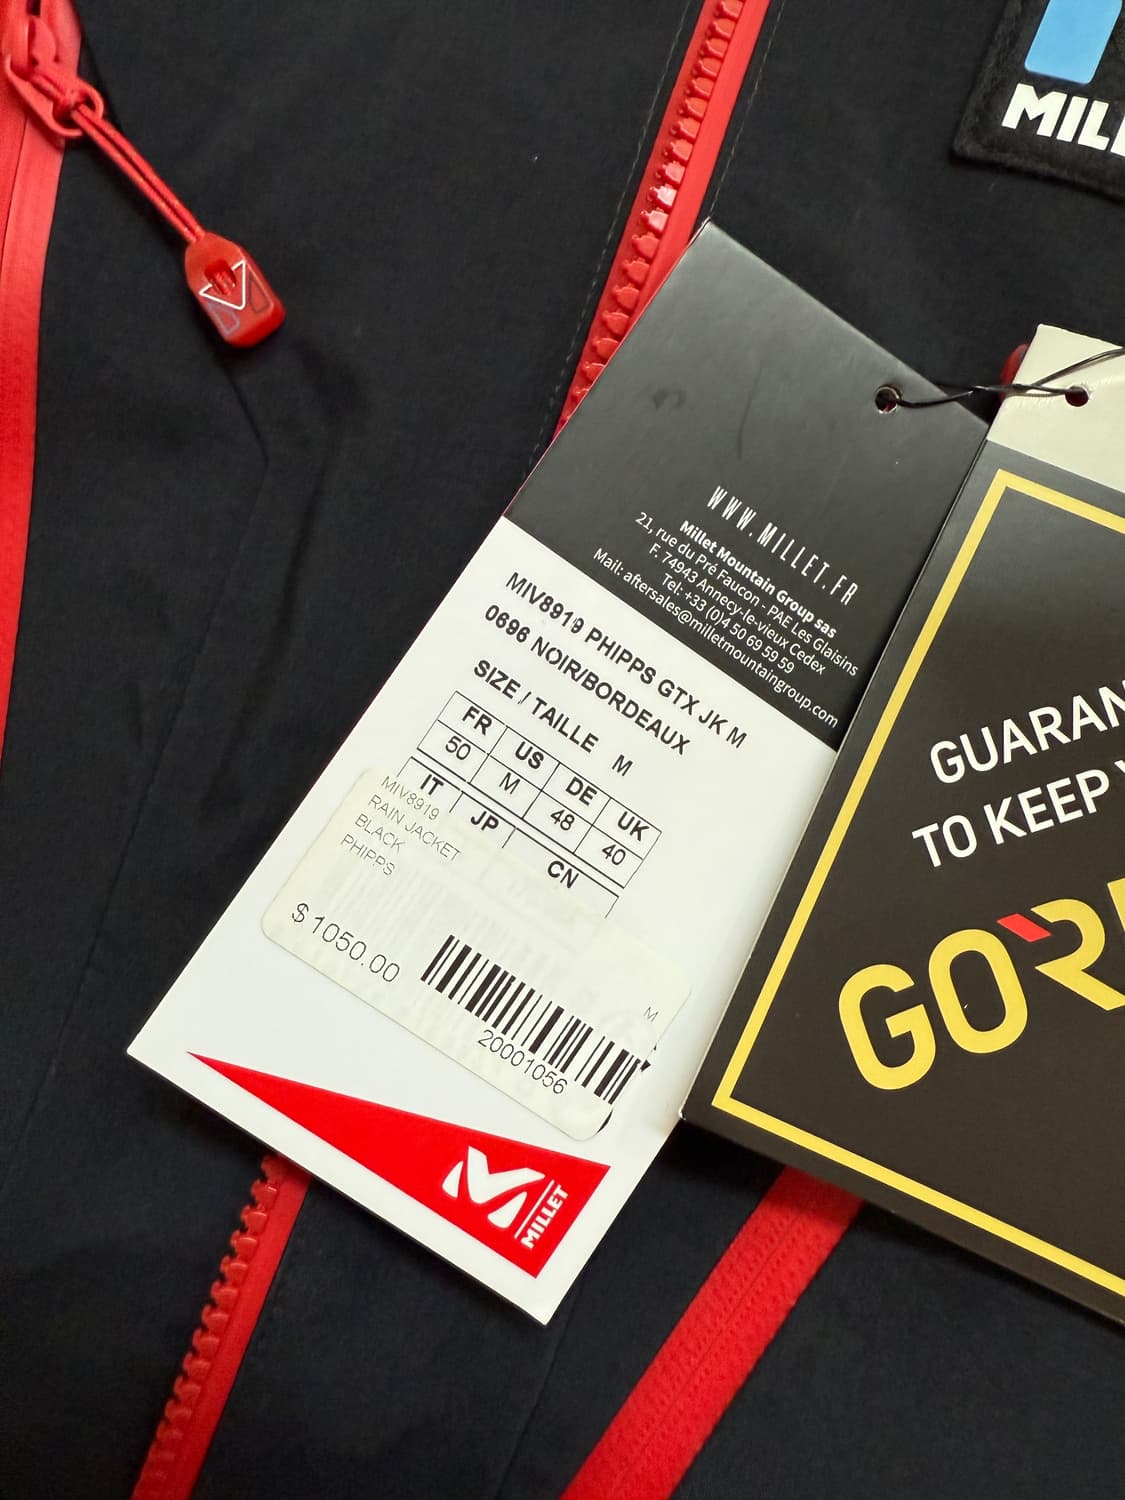 MILL
WWW.MILLET.FR
Millet Mountain Group sas
21, rue du Pré Faucon - PAE Les Glaisins
F. 74943 Annecy-le-vieux Cedex
Tel: +33 (0)4 50 69 59 59
Mail: aftersales@milletmountaingroup.com
MIV8919 PHIPPS GTX JK M
0696 NOIR/BORDEAUX
SIZE / TAILLE M
FR US DE UK
50 M 48 40
IT JP CN
MIV8919
RAIN JACKET
BLACK
PHIPPS
$ 1050.00
M
20001056
MILLET
GUARAN
TO KEEP Y
GOR